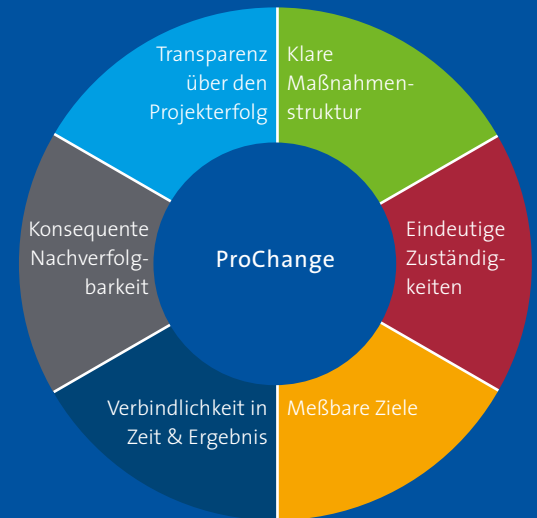 Transparenz
über den
Projekterfolg
Klare
Maßnahmen-
struktur
Konsequente
Nachverfolg-
barkeit
ProChange
Eindeutige
Zuständig-
keiten
Verbindlichkeit in
Zeit & Ergebnis
Meßbare Ziele